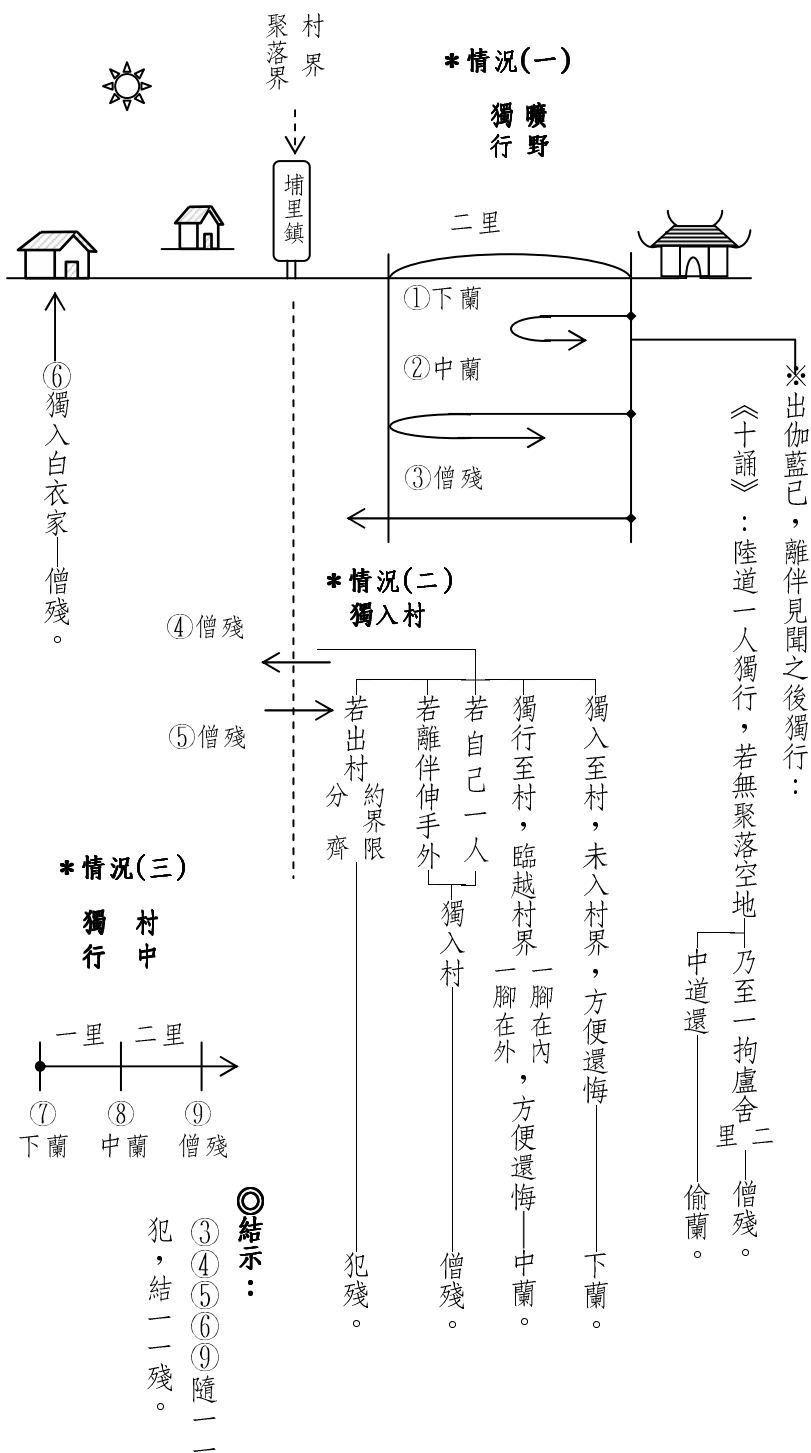 村界
聚落界
埔里鎮
*情況(一)
曠野
獨行
二里
①下蘭
②中蘭
③僧殘
※出伽藍已，離伴見聞之後獨行：
《十誦》：陸道一人獨行，若無聚落空地
乃至一拘盧舍二里—僧殘。
中道還—偷蘭。
*情況(二)
獨入村
獨入至村，未入村界，方便還悔—下蘭。
獨行至村，臨越村界一腳在內一腳在外，方便還悔—中蘭。
若自己一人
若離伴伸手外
獨入村—僧殘。
若出村約界限分齊—犯殘。
④僧殘
⑤僧殘
⑥獨入白衣家—僧殘。
*情況(三)
村中
獨行
一里 二里
⑦ ⑧ ⑨
下蘭 中蘭 僧殘
◎結示：
③④⑤⑥⑨隨一一
犯，結一一殘。